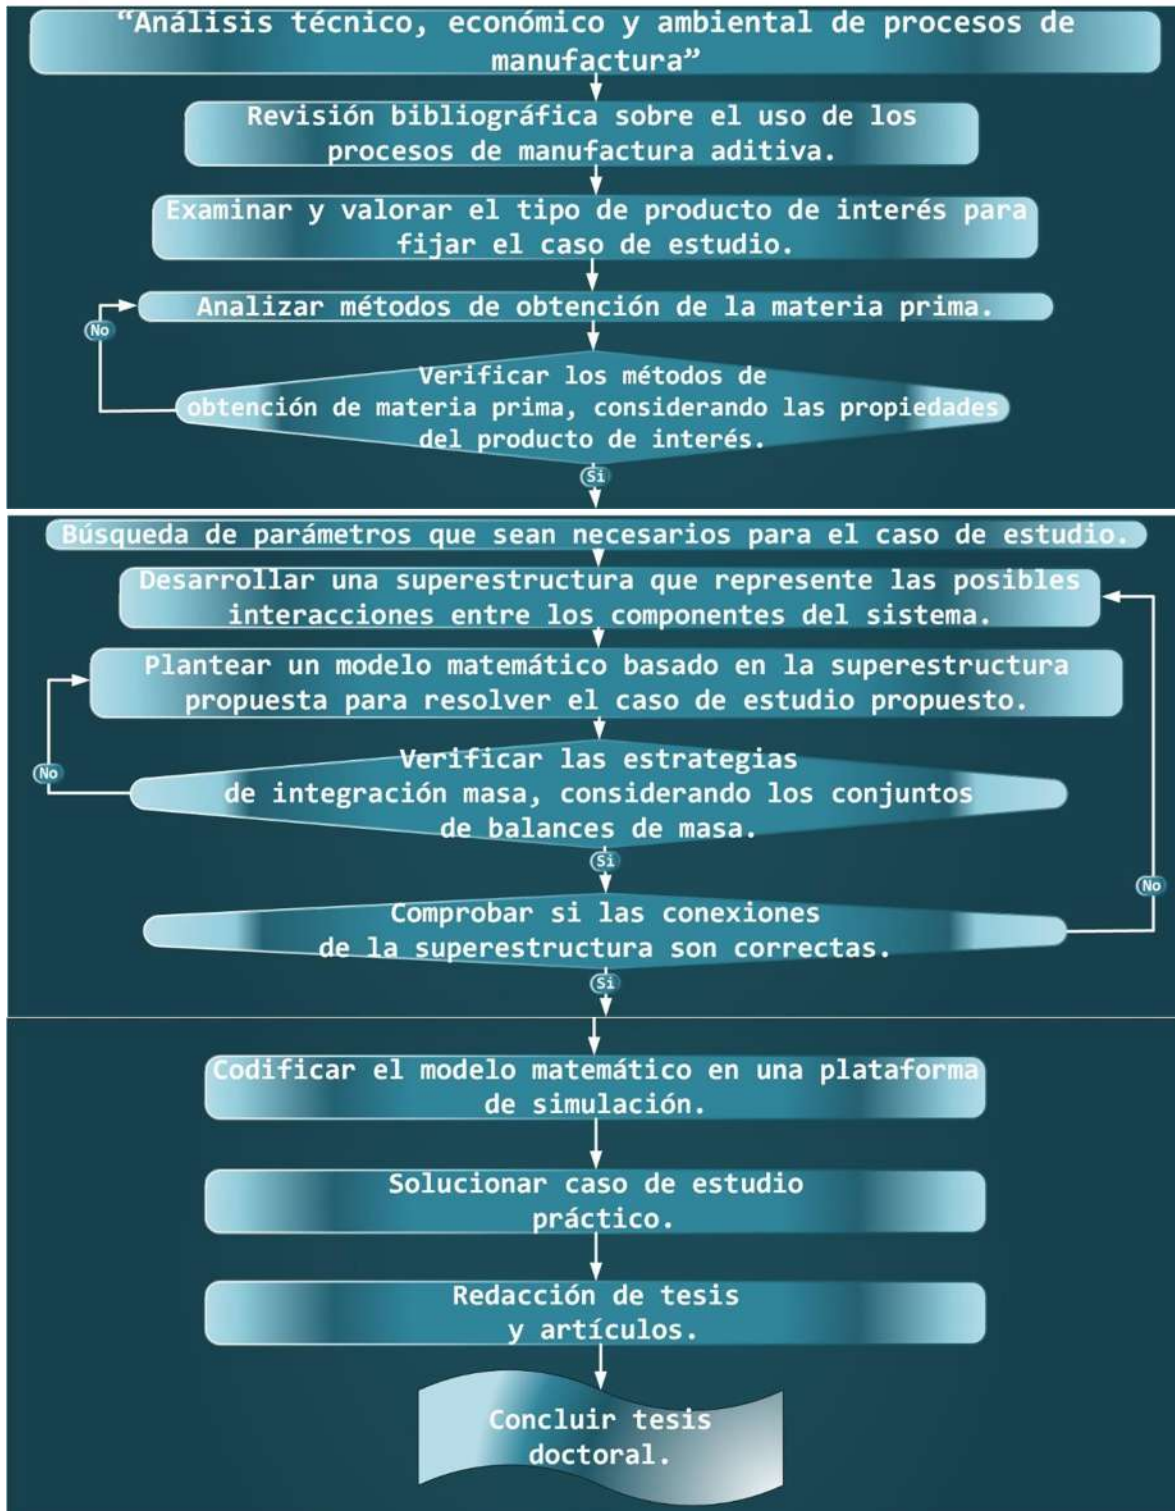 “Análisis técnico, económico y ambiental de procesos de
manufactura”
Revisión bibliográfica sobre el uso de los
procesos de manufactura aditiva.
Examinar y valorar el tipo de producto de interés para
fijar el caso de estudio.
Analizar métodos de obtención de la materia prima.
No
Verificar los métodos de
obtención de materia prima, considerando las propiedades
del producto de interés.
Si
Búsqueda de parámetros que sean necesarios para el caso de estudio.
Desarrollar una superestructura que represente las posibles
interacciones entre los componentes del sistema.
Plantear un modelo matemático basado en la superestructura
propuesta para resolver el caso de estudio propuesto.
No
Verificar las estrategias
de integración masa, considerando los conjuntos
de balances de masa.
Si
No
Comprobar si las conexiones
de la superestructura son correctas.
Si
Codificar el modelo matemático en una plataforma
de simulación.
Solucionar caso de estudio
práctico.
Redacción de tesis
y artículos.
Concluir tesis
doctoral.